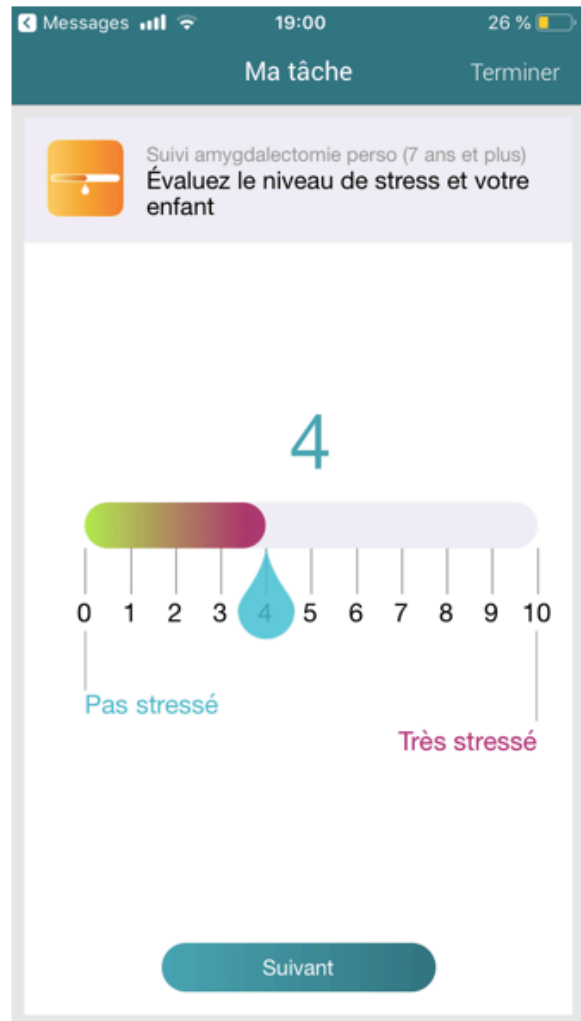 Messages 19:00 26 %
Ma tâche Terminer
Suivi amygdalectomie perso (7 ans et plus)
Évaluez le niveau de stress et votre
enfant
4
0 1 2 3 4 5 6 7 8 9 10
Pas stressé
Très stressé
Suivant